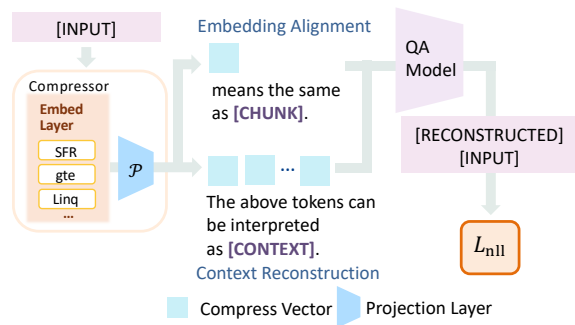 [INPUT]
Compressor
Embed
Layer
SFR
gte
Linq
...
𝒫
Embedding Alignment
means the same
as [CHUNK].
...
The above tokens can
be interpreted
as [CONTEXT].
Context Reconstruction
QA
Model
[RECONSTRUCTED]
[INPUT]
L_nll
Compress Vector
Projection Layer